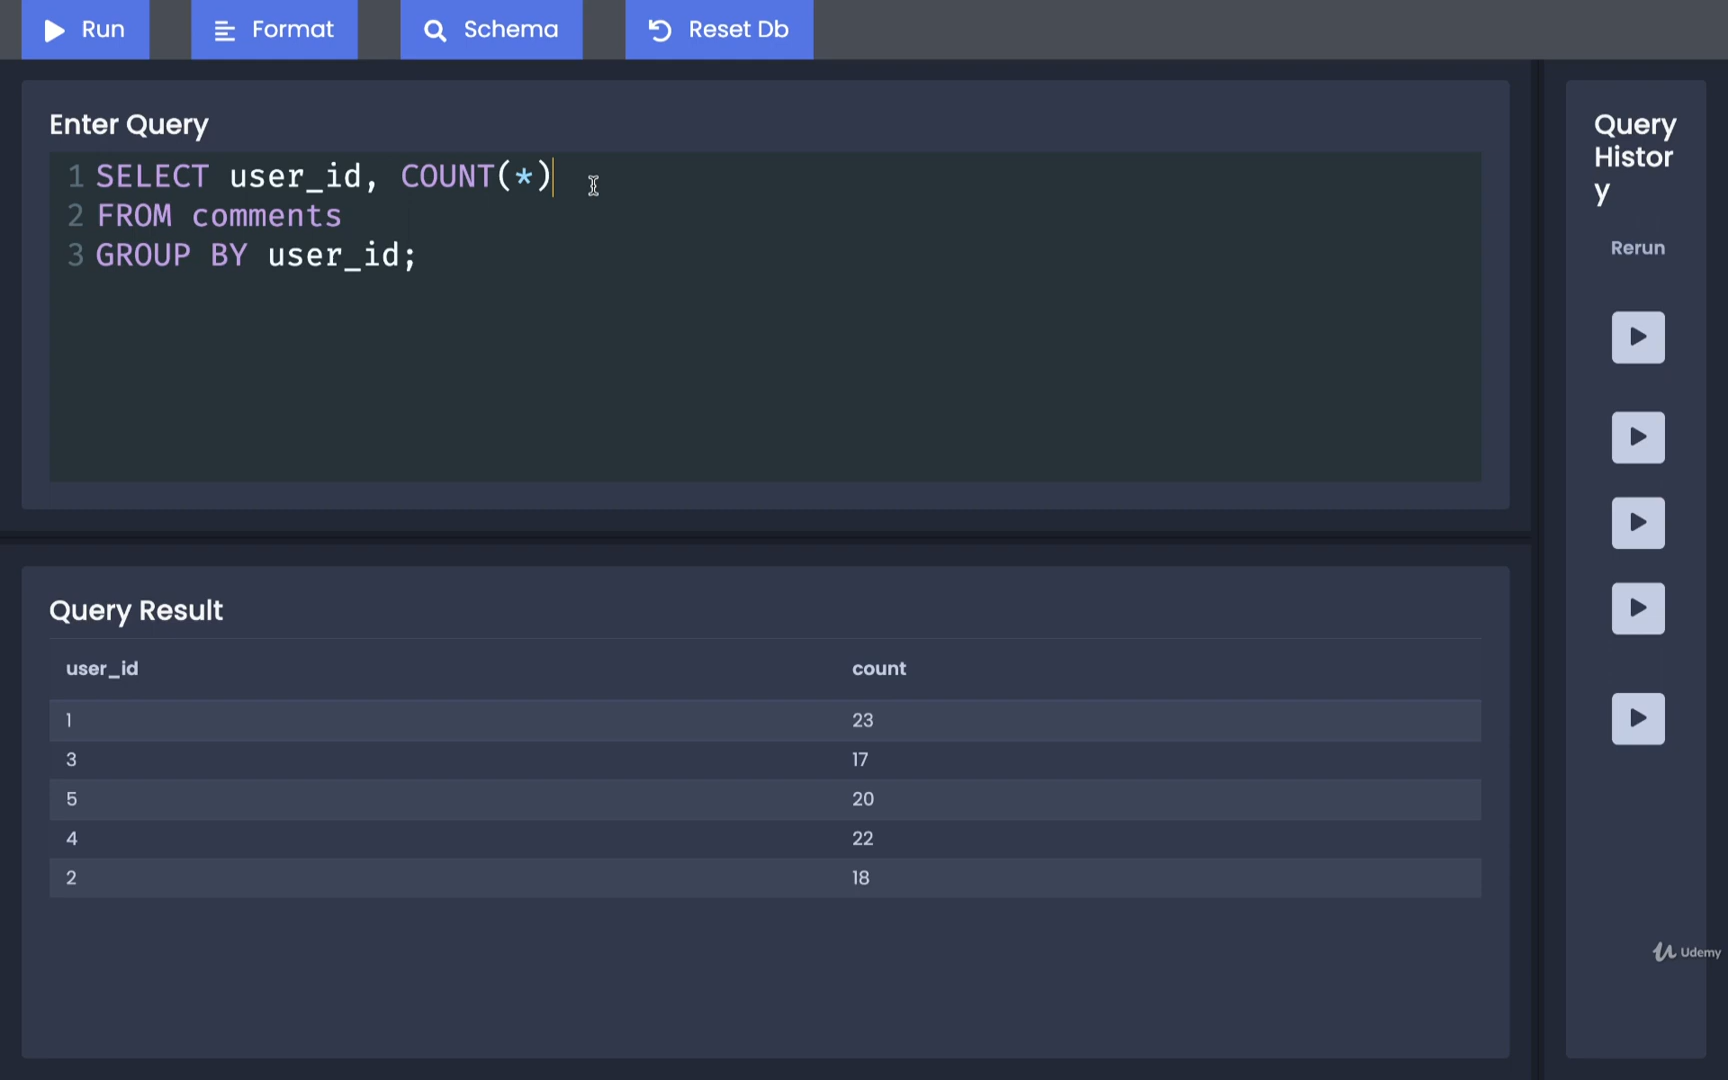 Run
Format
Schema
Reset Db
Enter Query
1 SELECT user_id, COUNT(*)
2 FROM comments
3 GROUP BY user_id;
Query Result
user_id count
1 23
3 17
5 20
4 22
2 18
Query
Histor
y
Rerun
Udemy